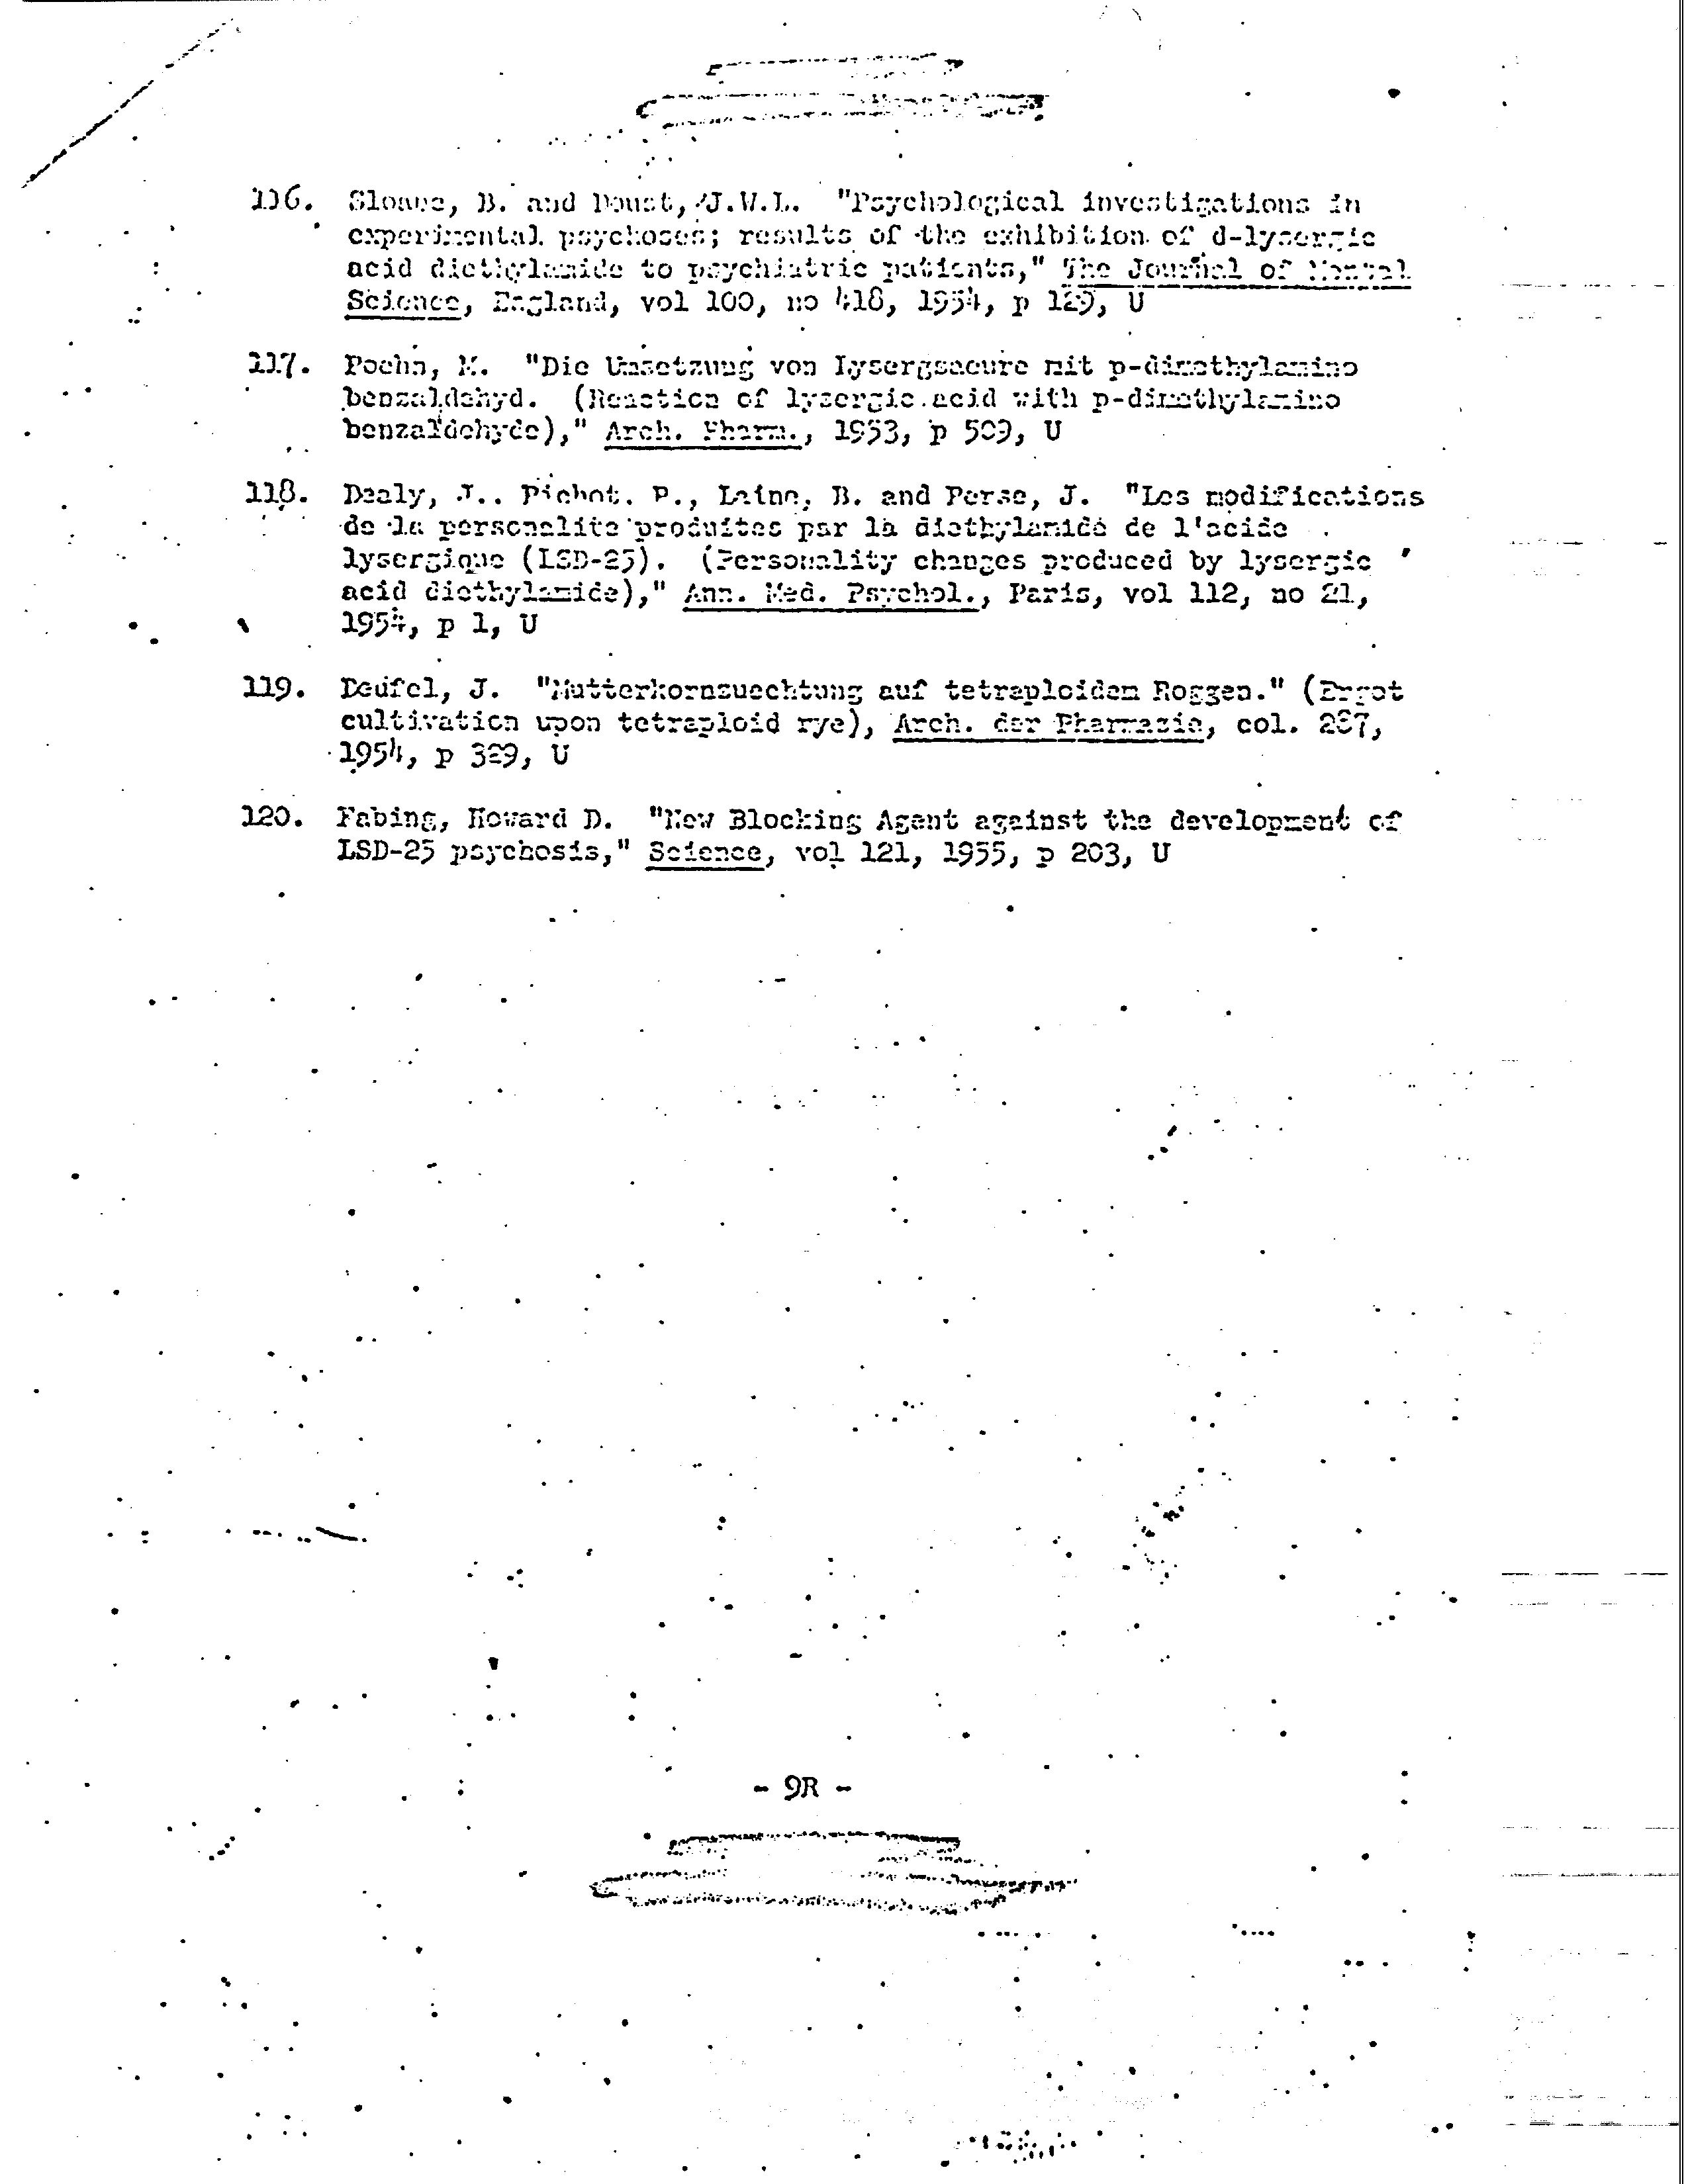 116. Sloane, B. and Doust, J.W.L. "Psychological investigations in
experimental psychoses; results of the exhibition of d-lysergic
acid diethylamide to psychiatric patients," The Journal of Mental
Science, England, vol 100, no 418, 1954, p 129, U
117. Poehm, M. "Die Umsetzung von Lysergsaeure mit p-dimethylamino
benzaldehyd. (Reaction of lysergic acid with p-dimethylamino
benzaldehyde)," Arch. Pharm., 1953, p 509, U
118. J., Pichot, P., Laine, B. and Perse, J. "Les modifications
de la personalite produites par la diethylamide de l'acide
lysergique (LSD-25). (Personality changes produced by lysergic
acid diethylamide)," Ann. Med. Psychol., Paris, vol 112, no 21,
1954, p 1, U
119. Deufel, J. "Mutterkornzuechtung auf tetraploidem Roggen." (Ergot
cultivation upon tetraploid rye), Arch. der Pharmazie, col. 287,
1954, p 329, U
120. Fabing, Howard D. "New Blocking Agent against the development of
LSD-25 psychosis," Science, vol 121, 1955, p 203, U
- 9R -